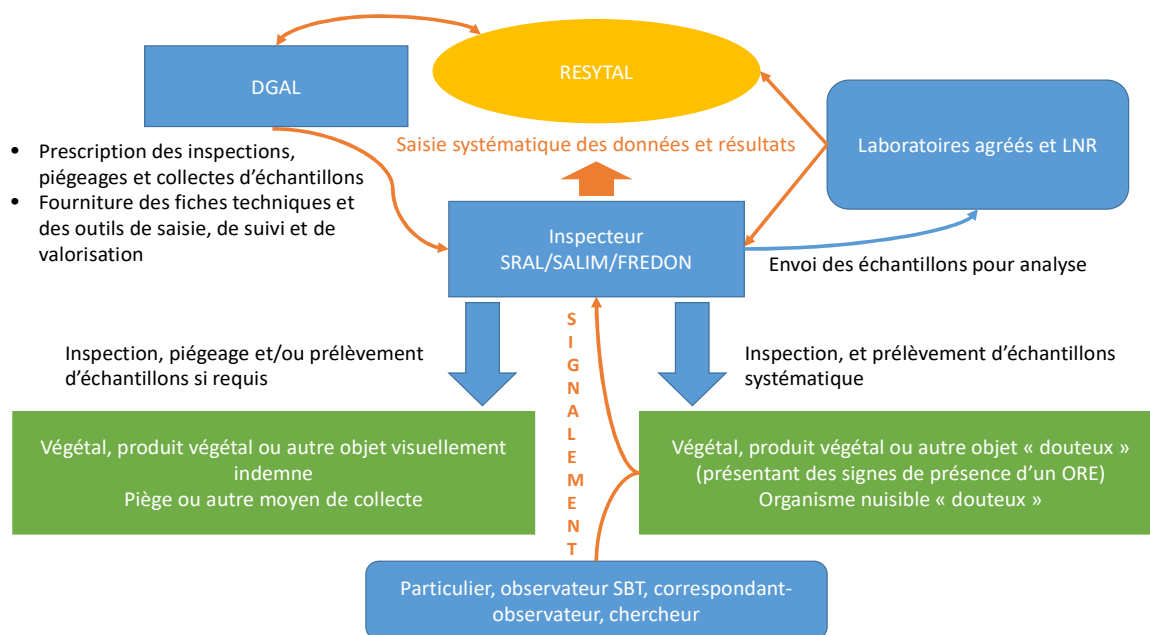 DGAL
RESYTAL
Laboratoires agréés et LNR
Saisie systématique des données et résultats
• Prescription des inspections,
piégeages et collectes d’échantillons
• Fourniture des fiches techniques et
des outils de saisie, de suivi et de
valorisation
Inspecteur
SRAL/SALIM/FREDON
Envoi des échantillons pour analyse
SIGNALEMENT
Inspection, piégeage et/ou prélèvement
d’échantillons si requis
Inspection, et prélèvement d’échantillons
systématique
Végétal, produit végétal ou autre objet visuellement
indemne
Piège ou autre moyen de collecte
Végétal, produit végétal ou autre objet « douteux »
(présentant des signes de présence d’un ORE)
Organisme nuisible « douteux »
Particulier, observateur SBT, correspondant-
observateur, chercheur